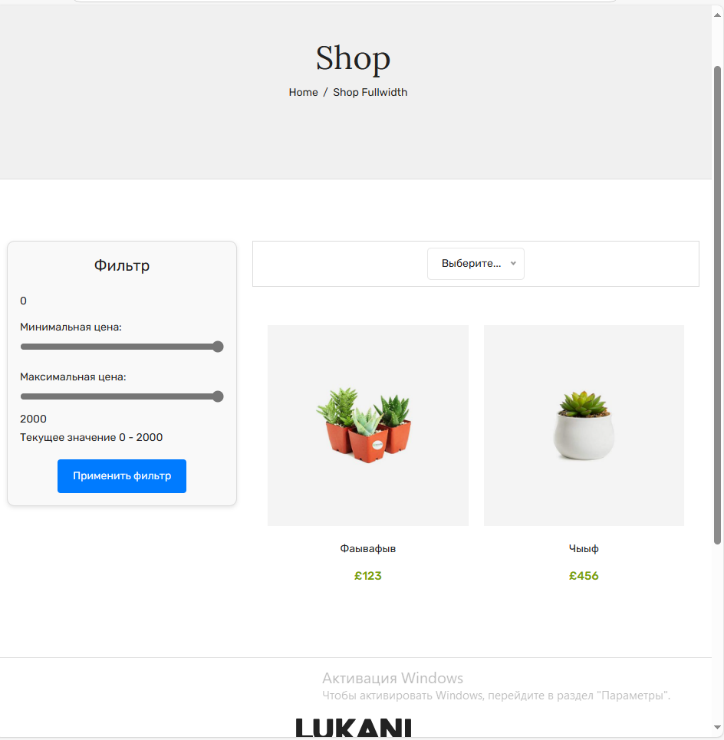 Shop
Home / Shop Fullwidth
Фильтр
0
Минимальная цена:
Максимальная цена:
2000
Текущее значение 0 - 2000
Применить фильтр
Выберите...
Фаывафыв
£123
Чыыф
£456
Активация Windows
Чтобы активировать Windows, перейдите в раздел "Параметры".
LUKANI